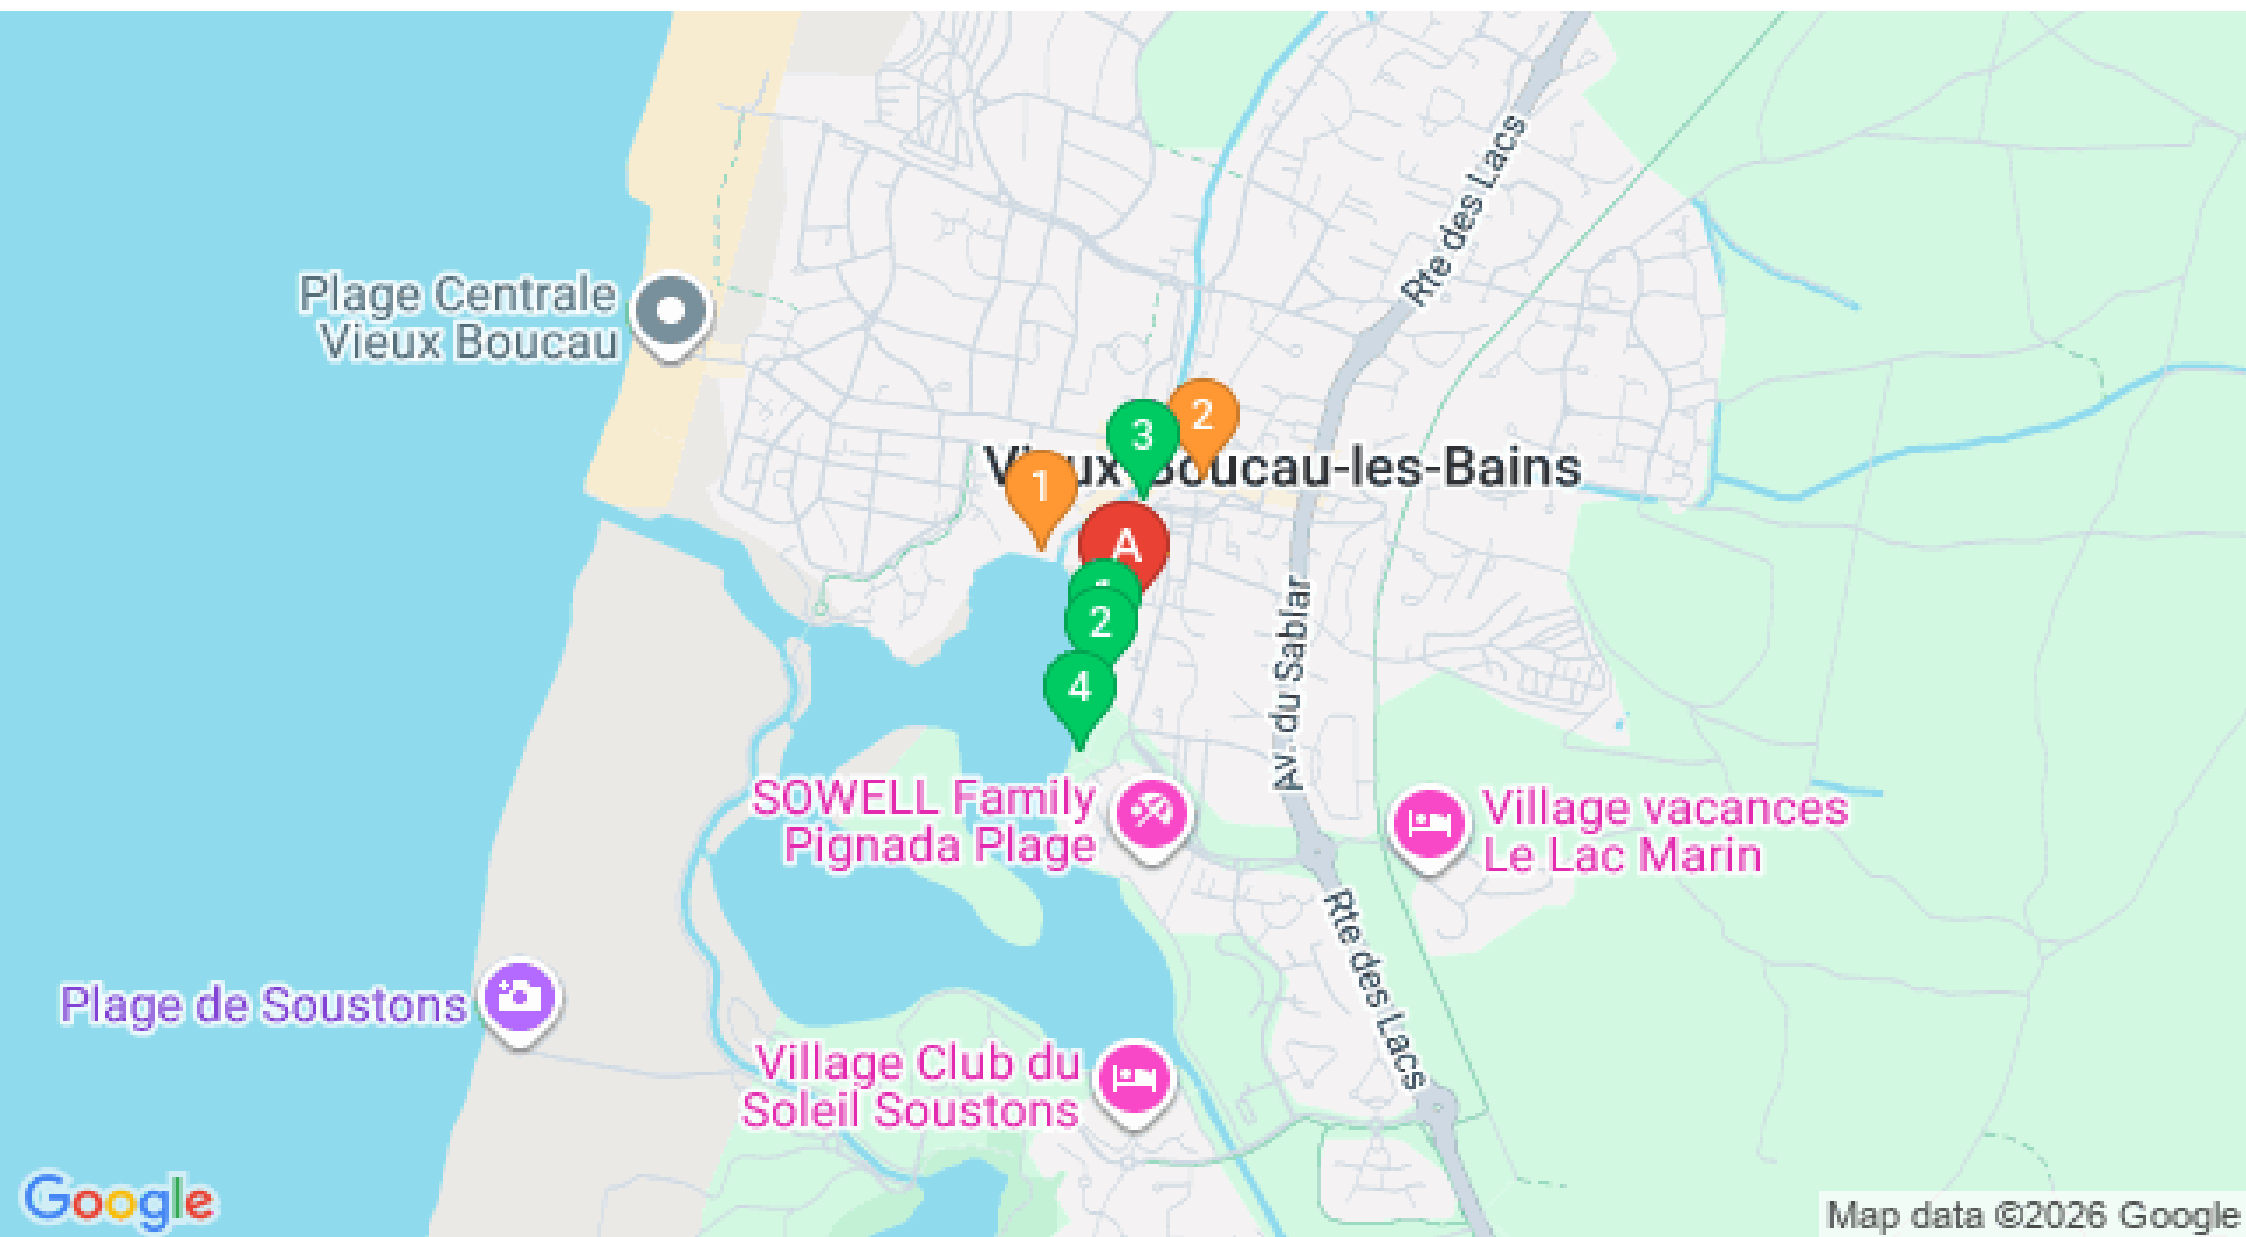 Rte des Lacs
Plage Centrale
Vieux Boucau
2
3
Boucau-les-Bains
1
A
2
Av. du Sablar
4
SOWELL Family
Pignada Plage
Village vacances
Le Lac Marin
Rte des Lacs
Plage de Soustons
Village Club du
Soleil Soustons
Google
Map data ©2026 Google